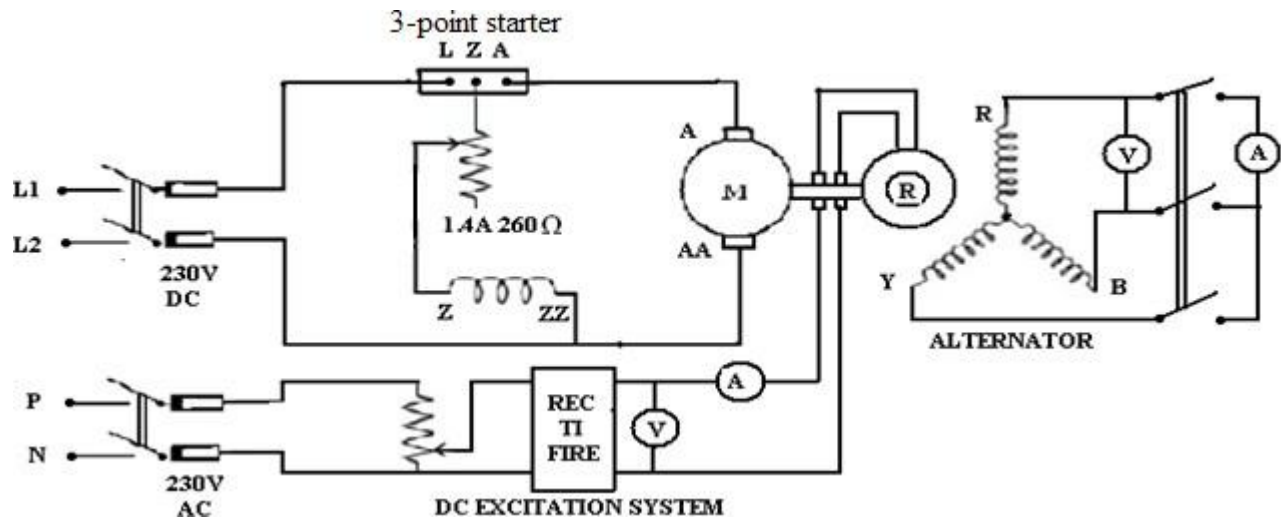 3-point starter
L Z A
A
M
AA
1.4A 260 Ω
Z
ZZ
L1
L2
230V
DC
R
R
Y
B
V
A
ALTERNATOR
P
N
230V
AC
REC
TI
FIRE
V
A
DC EXCITATION SYSTEM